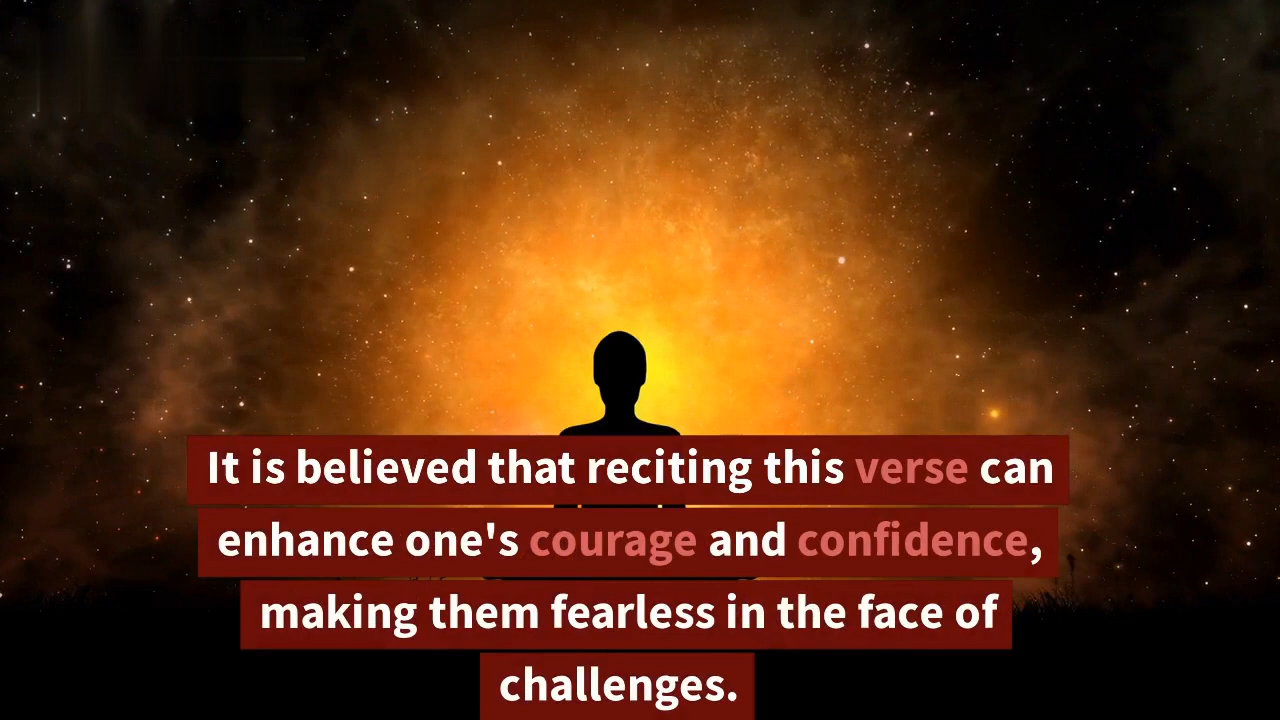 It is believed that reciting this verse can
enhance one's courage and confidence,
making them fearless in the face of
challenges.